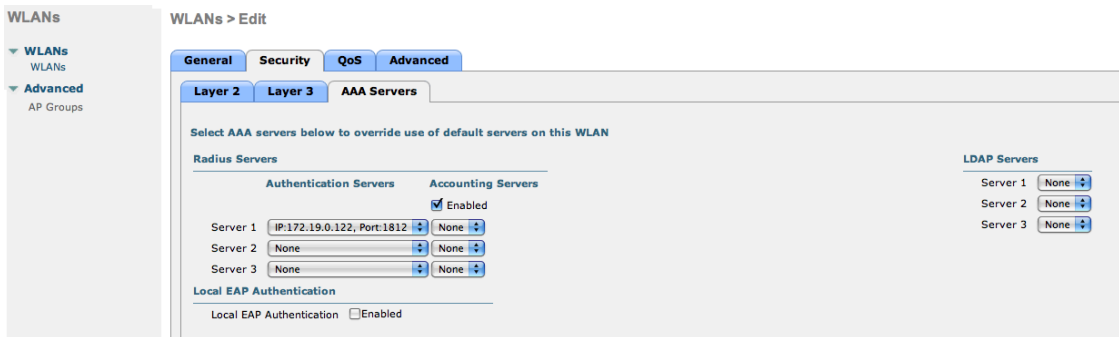 WLANs
WLANs
WLANs
Advanced
AP Groups
WLANs > Edit
General Security QoS Advanced
Layer 2 Layer 3 AAA Servers
Select AAA servers below to override use of default servers on this WLAN
Radius Servers
Authentication Servers Accounting Servers
Enabled
Server 1 IP:172.19.0.122, Port:1812 None
Server 2 None None
Server 3 None None
Local EAP Authentication
Local EAP Authentication Enabled
LDAP Servers
Server 1 None
Server 2 None
Server 3 None